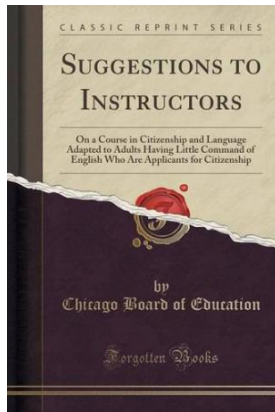 CLASSIC REPRINT SERIES
SUGGESTIONS TO
INSTRUCTORS
On a Course in Citizenship and Language
Adapted to Adults Having Little Command of
English Who Are Applicants for Citizenship
by
Chicago Board of Education
Forgotten Books